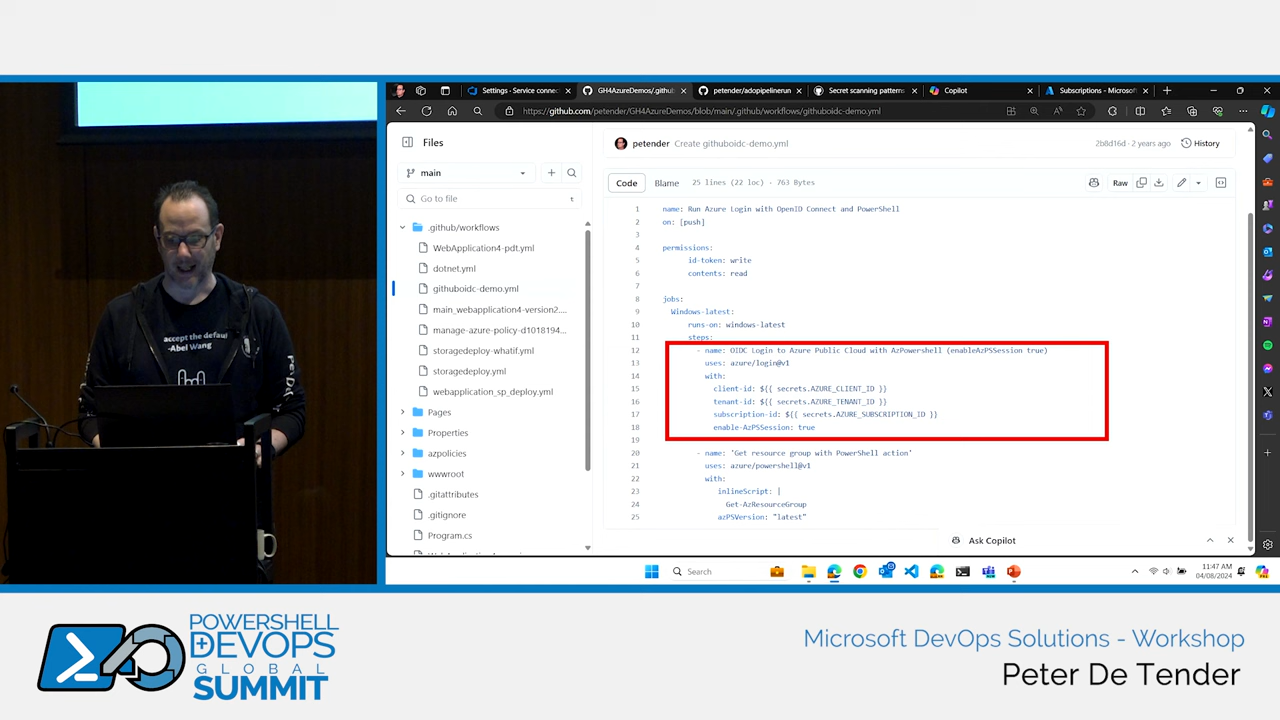 Settings · Service connect
GH4AzureDemos/.github
petender/adopipelinerun
Secret scanning patterns
Copilot
Subscriptions - Microsoft
https://github.com/petender/GH4AzureDemos/blob/main/.github/workflows/githuboidc-demo.yml
Files
petender Create githuboidc-demo.yml
2b8d16d · 2 years ago
History
main
Code
Blame
25 lines (22 loc) · 763 Bytes
Raw
Go to file
t
.github/workflows
WebApplication4-pdt.yml
dotnet.yml
githuboidc-demo.yml
main_webapplication4-version2....
manage-azure-policy-d1018194...
storagedeploy-whatif.yml
storagedeploy.yml
webapplication_sp_deploy.yml
Pages
Properties
azpolicies
wwwroot
.gitattributes
.gitignore
Program.cs
1 name: Run Azure Login with OpenID Connect and PowerShell
2 on: [push]
3
4 permissions:
5 id-token: write
6 contents: read
7
8 jobs:
9 Windows-latest:
10 runs-on: windows-latest
11 steps:
12 - name: OIDC Login to Azure Public Cloud with AzPowershell (enableAzPSSession true)
13 uses: azure/login@v1
14 with:
15 client-id: ${{ secrets.AZURE_CLIENT_ID }}
16 tenant-id: ${{ secrets.AZURE_TENANT_ID }}
17 subscription-id: ${{ secrets.AZURE_SUBSCRIPTION_ID }}
18 enable-AzPSSession: true
19
20 - name: 'Get resource group with PowerShell action'
21 uses: azure/powershell@v1
22 with:
23 inlineScript: |
24 Get-AzResourceGroup
25 azPSVersion: "latest"
Ask Copilot
Search
11:47 AM
04/08/2024
accept the defau
-Abel Wang
POWERSHELL
DEVOPS
GLOBAL
SUMMIT
Microsoft DevOps Solutions - Workshop
Peter De Tender